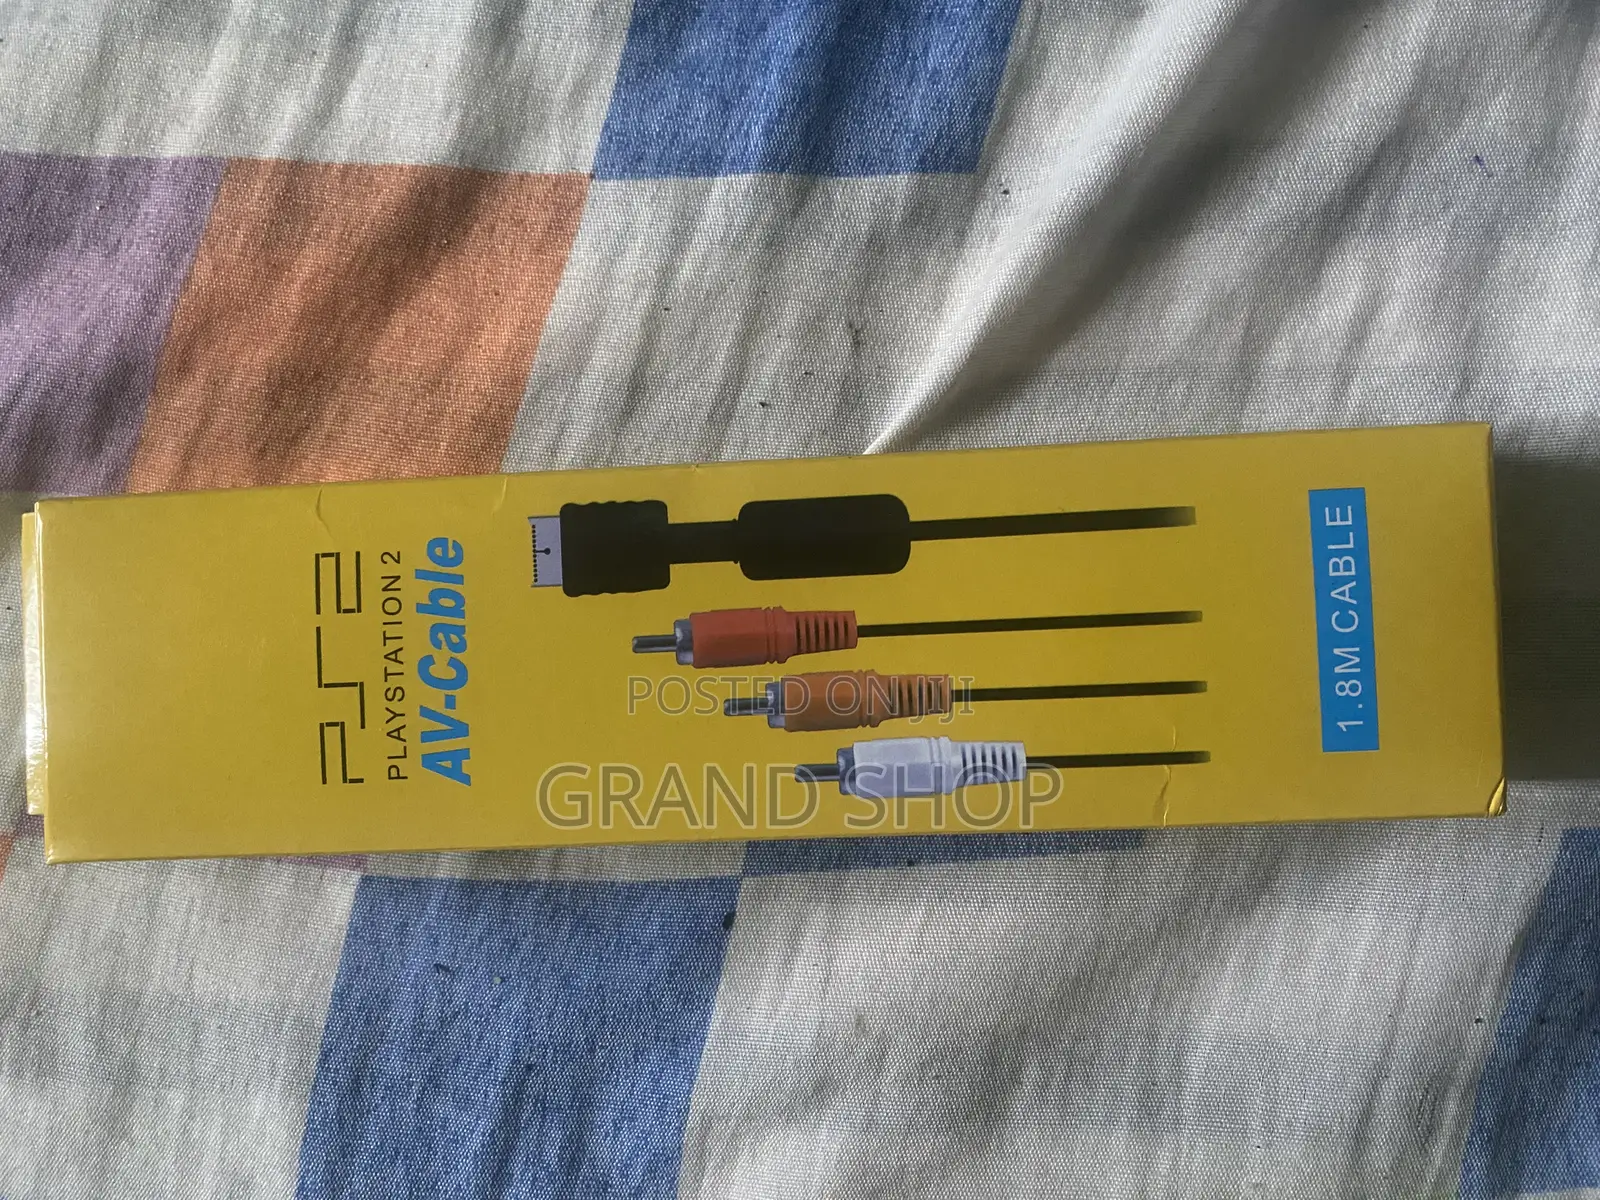 PS2
PLAYSTATION 2
AV-Cable
1.8M CABLE
POSTED ON JIJI
GRAND SHOP